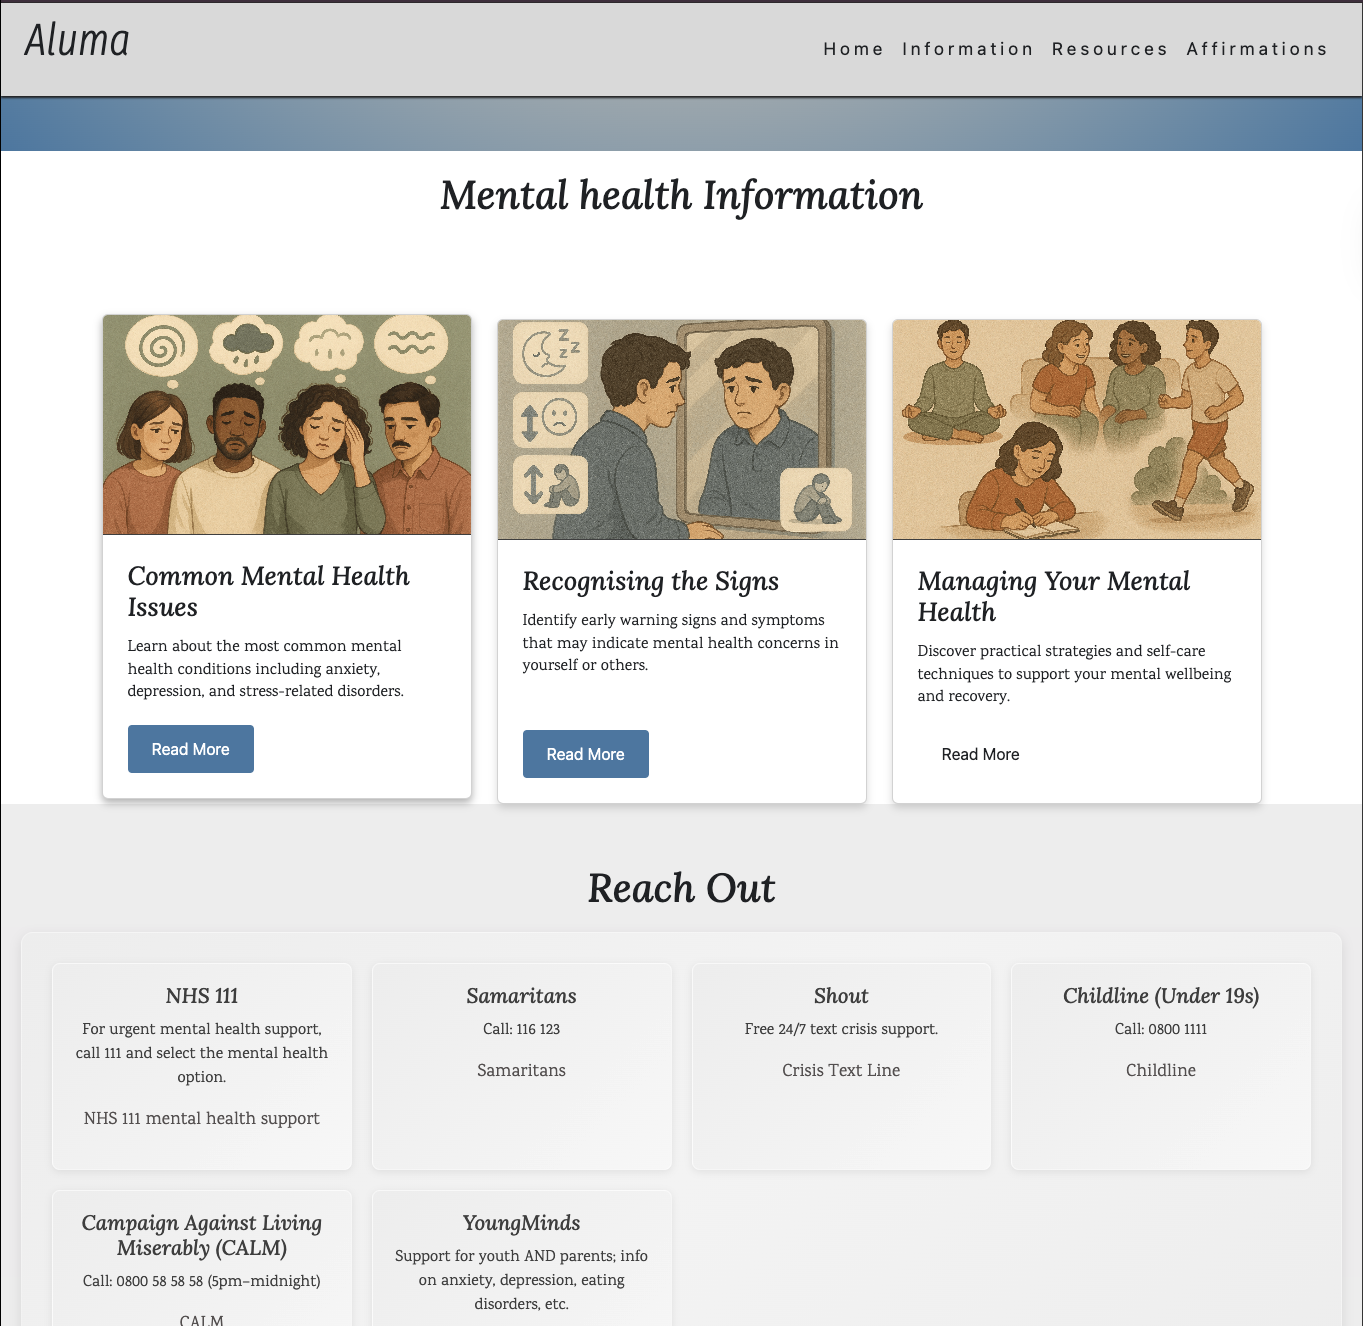 Aluma
Home Information Resources Affirmations
Mental health Information
z z z
Common Mental Health
Issues
Learn about the most common mental
health conditions including anxiety,
depression, and stress-related disorders.
Read More
Recognising the Signs
Identify early warning signs and symptoms
that may indicate mental health concerns in
yourself or others.
Read More
Managing Your Mental
Health
Discover practical strategies and self-care
techniques to support your mental wellbeing
and recovery.
Read More
Reach Out
NHS 111
For urgent mental health support,
call 111 and select the mental health
option.
NHS 111 mental health support
Samaritans
Call: 116 123
Samaritans
Shout
Free 24/7 text crisis support.
Crisis Text Line
Childline (Under 19s)
Call: 0800 1111
Childline
Campaign Against Living
Miserably (CALM)
Call: 0800 58 58 58 (5pm–midnight)
CALM
YoungMinds
Support for youth AND parents; info
on anxiety, depression, eating
disorders, etc.